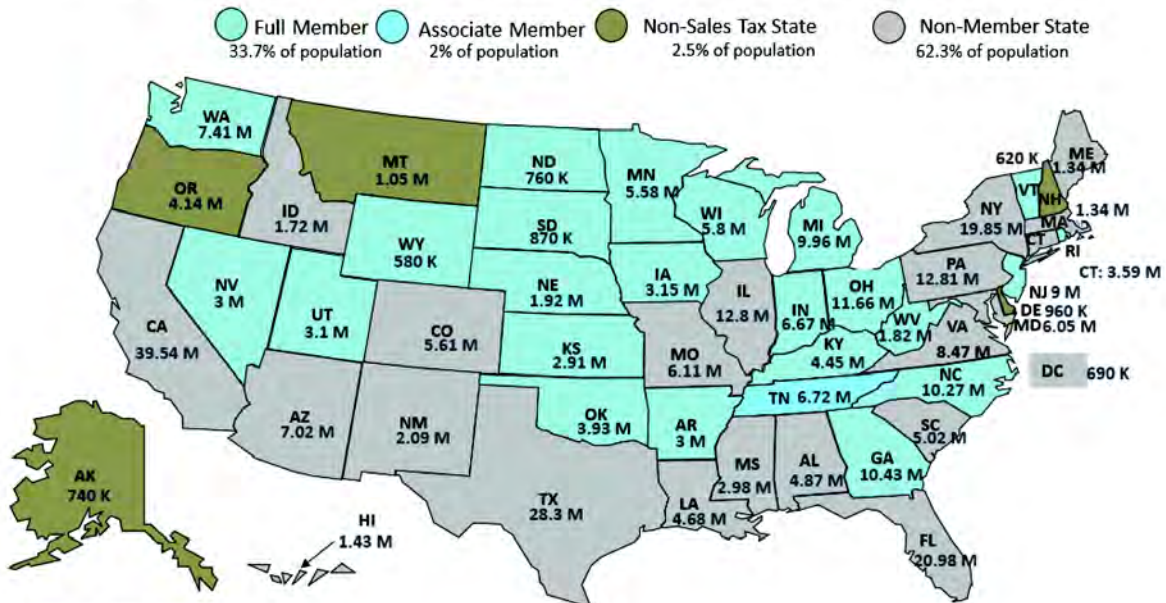 Full Member
33.7% of population
Associate Member
2% of population
Non-Sales Tax State
2.5% of population
Non-Member State
62.3% of population
WA
7.41 M
OR
4.14 M
MT
1.05 M
ID
1.72 M
ND
760 K
MN
5.58 M
SD
870 K
WY
580 K
WI
5.8 M
MI
9.96 M
620 K
ME
1.34 M
VT
NH
1.34 M
NY
19.85 M
MA
CT
RI
CT: 3.59 M
PA
12.81 M
NJ 9 M
DE 960 K
MD 6.05 M
NV
3 M
UT
3.1 M
CA
39.54 M
CO
5.61 M
NE
1.92 M
IA
3.15 M
IL
12.8 M
IN
6.67 M
OH
11.66 M
WV
1.82 M
VA
8.47 M
KS
2.91 M
MO
6.11 M
KY
4.45 M
DC
690 K
NC
10.27 M
TN 6.72 M
AZ
7.02 M
NM
2.09 M
OK
3.93 M
AR
3 M
SC
5.02 M
MS
2.98 M
AL
4.87 M
GA
10.43 M
AK
740 K
TX
28.3 M
LA
4.68 M
HI
1.43 M
FL
20.98 M